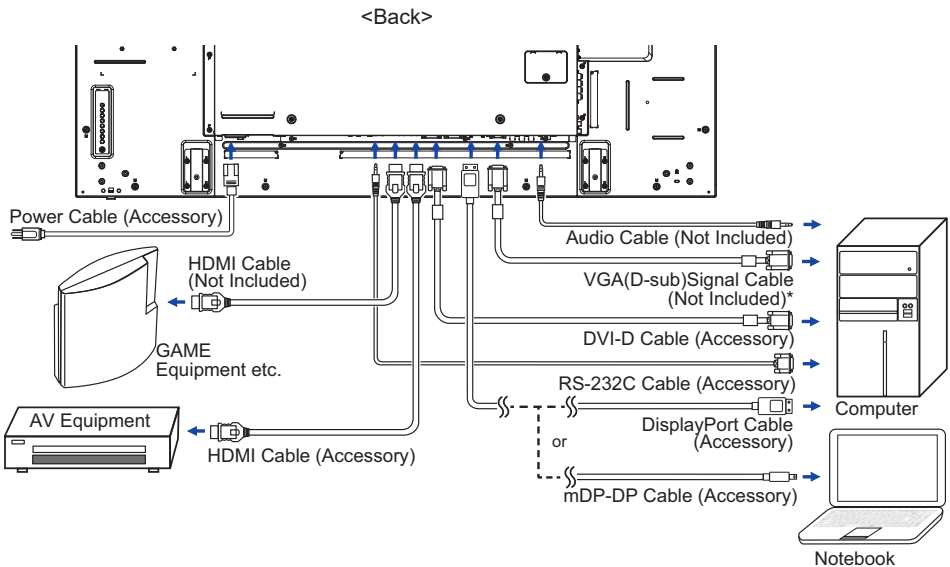 <Back>
Power Cable (Accessory)
HDMI Cable
(Not Included)
GAME
Equipment etc.
AV Equipment
HDMI Cable (Accessory)
Audio Cable (Not Included)
VGA(D-sub)Signal Cable
(Not Included)*
DVI-D Cable (Accessory)
RS-232C Cable (Accessory)
Computer
DisplayPort Cable
(Accessory)
or
mDP-DP Cable (Accessory)
Notebook